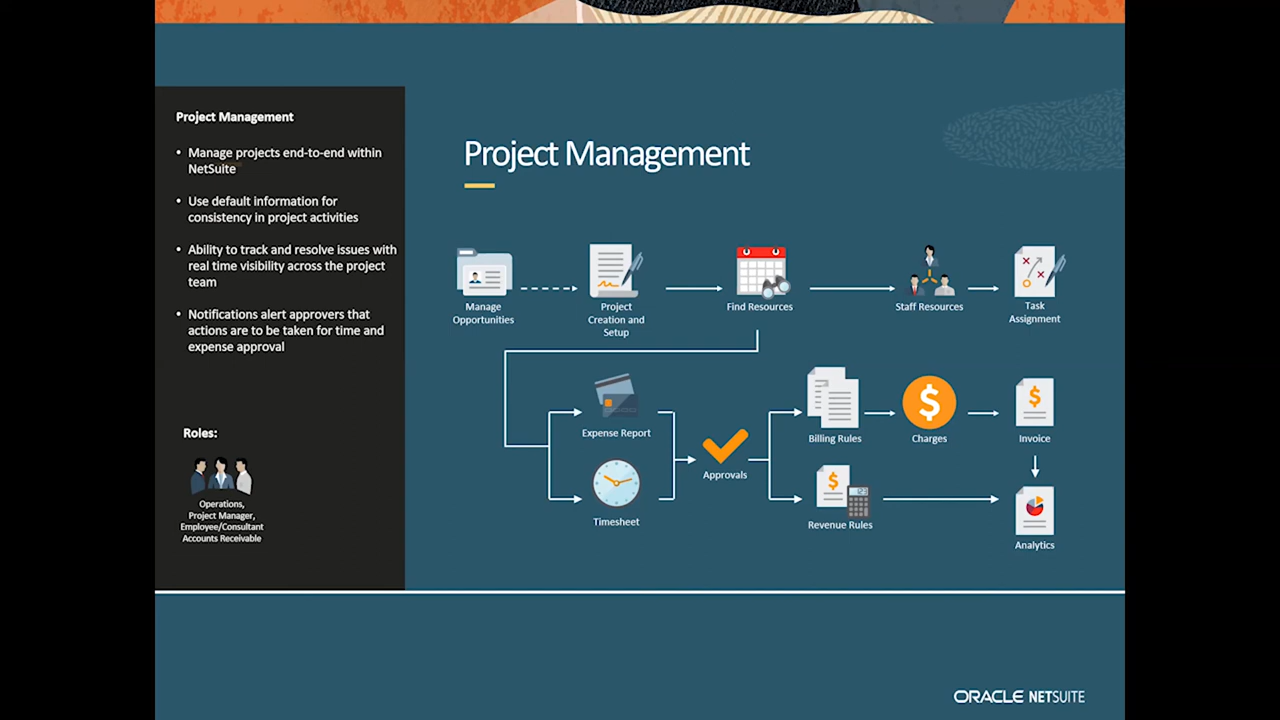 Project Management
• Manage projects end-to-end within
NetSuite
• Use default information for
consistency in project activities
• Ability to track and resolve issues with
real time visibility across the project
team
• Notifications alert approvers that
actions are to be taken for time and
expense approval
Roles:
Operations,
Project Manager,
Employee/Consultant
Accounts Receivable
Project Management
Manage
Opportunities
Project
Creation and
Setup
Find Resources
Staff Resources
Task
Assignment
Expense Report
Timesheet
Approvals
Billing Rules
Charges
Invoice
Revenue Rules
Analytics
ORACLE NETSUITE